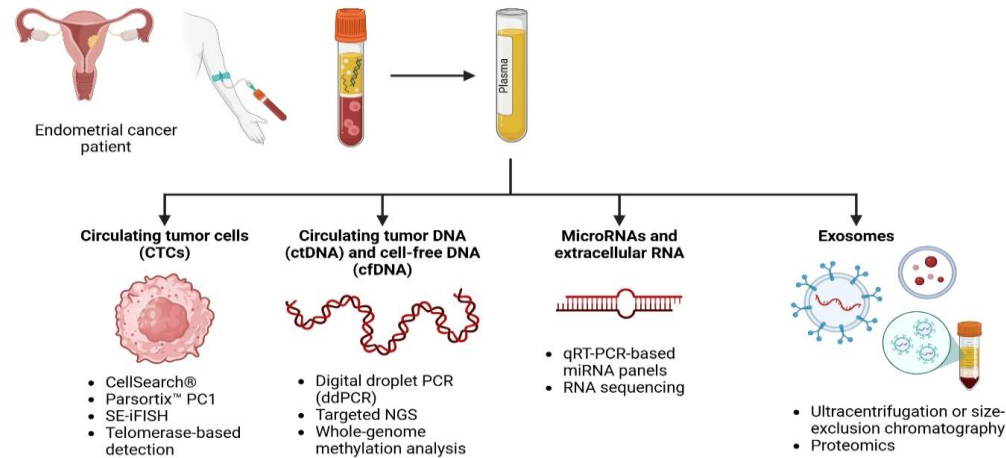 Plasma
Endometrial cancer
patient
Circulating tumor cells
(CTCs)
• CellSearch®
• Parsortix™ PC1
• SE-iFISH
• Telomerase-based
detection
Circulating tumor DNA
(ctDNA) and cell-free DNA
(cfDNA)
• Digital droplet PCR
(ddPCR)
• Targeted NGS
• Whole-genome
methylation analysis
MicroRNAs and
extracellular RNA
• qRT-PCR-based
miRNA panels
• RNA sequencing
Exosomes
• Ultracentrifugation or size-
exclusion chromatography
• Proteomics